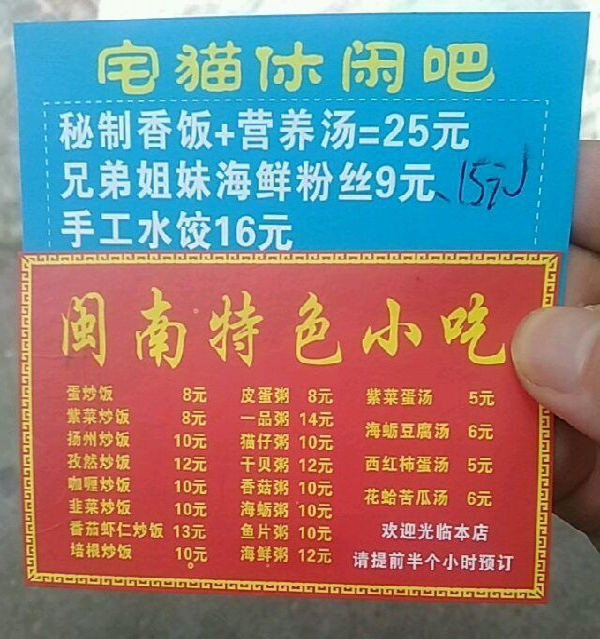 宅猫休闲吧
秘制香饭+营养汤=25元
兄弟姐妹海鲜粉丝9元、15元
手工水饺16元
闽南特色小吃
蛋炒饭 8元
紫菜炒饭 8元
扬州炒饭 10元
孜然炒饭 12元
咖喱炒饭 10元
韭菜炒饭 10元
番茄虾仁炒饭 13元
培根炒饭 10元
皮蛋粥 8元
一品粥 14元
猫仔粥 10元
干贝粥 12元
香菇粥 10元
海蛎粥 10元
鱼片粥 10元
海鲜粥 12元
紫菜蛋汤 5元
海蛎豆腐汤 6元
西红柿蛋汤 5元
花蛤苦瓜汤 6元
欢迎光临本店
请提前半个小时预订